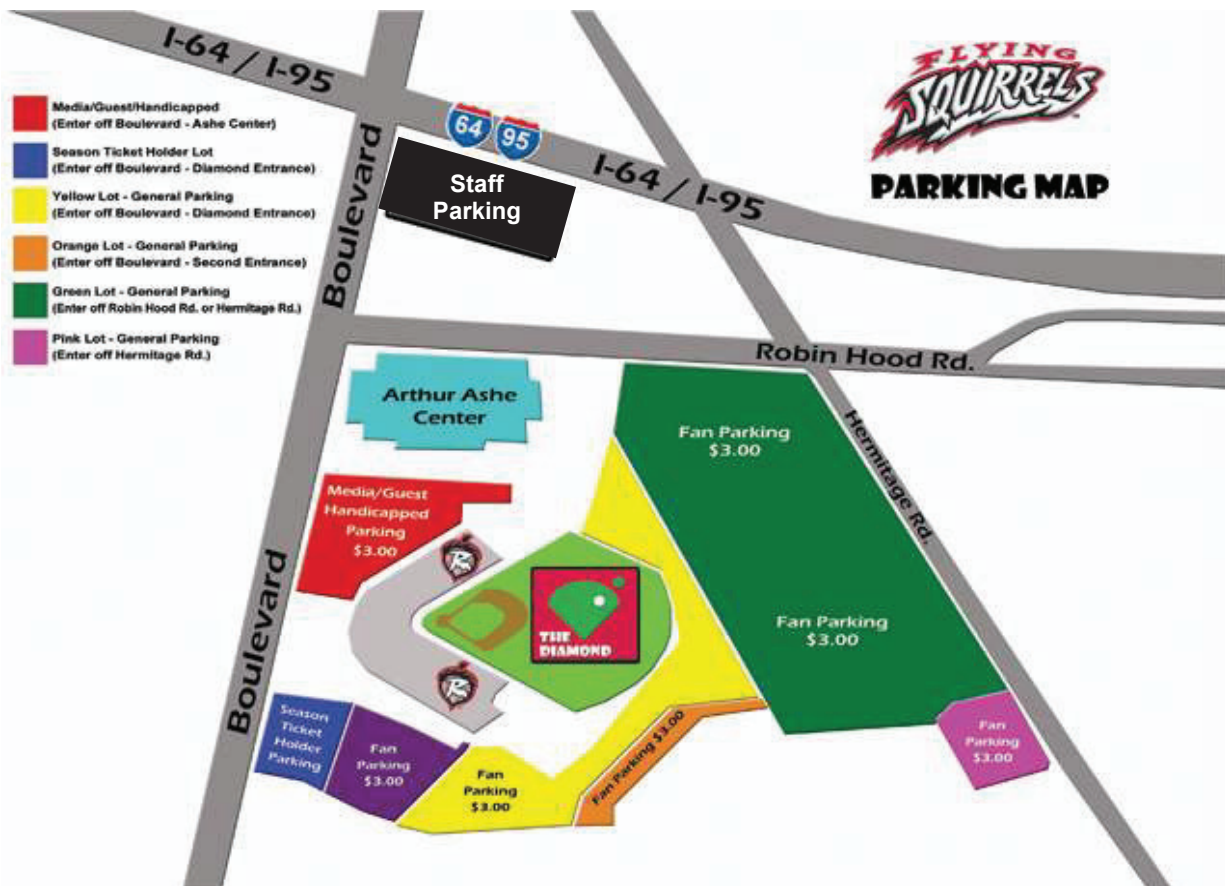 I-64 / I-95
FLYING
SQUIRRELS
PARKING MAP
Media/Guest/Handicapped
(Enter off Boulevard - Ashe Center)
Season Ticket Holder Lot
(Enter off Boulevard - Diamond Entrance)
Yellow Lot - General Parking
(Enter off Boulevard - Diamond Entrance)
Orange Lot - General Parking
(Enter off Boulevard - Second Entrance)
Green Lot - General Parking
(Enter off Robin Hood Rd. or Hermitage Rd.)
Pink Lot - General Parking
(Enter off Hermitage Rd.)
64
95
I-64 / I-95
Boulevard
Staff
Parking
Robin Hood Rd.
Arthur Ashe
Center
Fan Parking
$3.00
Hermitage Rd.
Media/Guest
Handicapped
Parking
$3.00
R
THE
DIAMOND
Fan Parking
$3.00
R
Boulevard
Season
Ticket
Holder
Parking
Fan
Parking
$3.00
Fan
Parking
$3.00
Fan Parking $3.00
Fan
Parking
$3.00